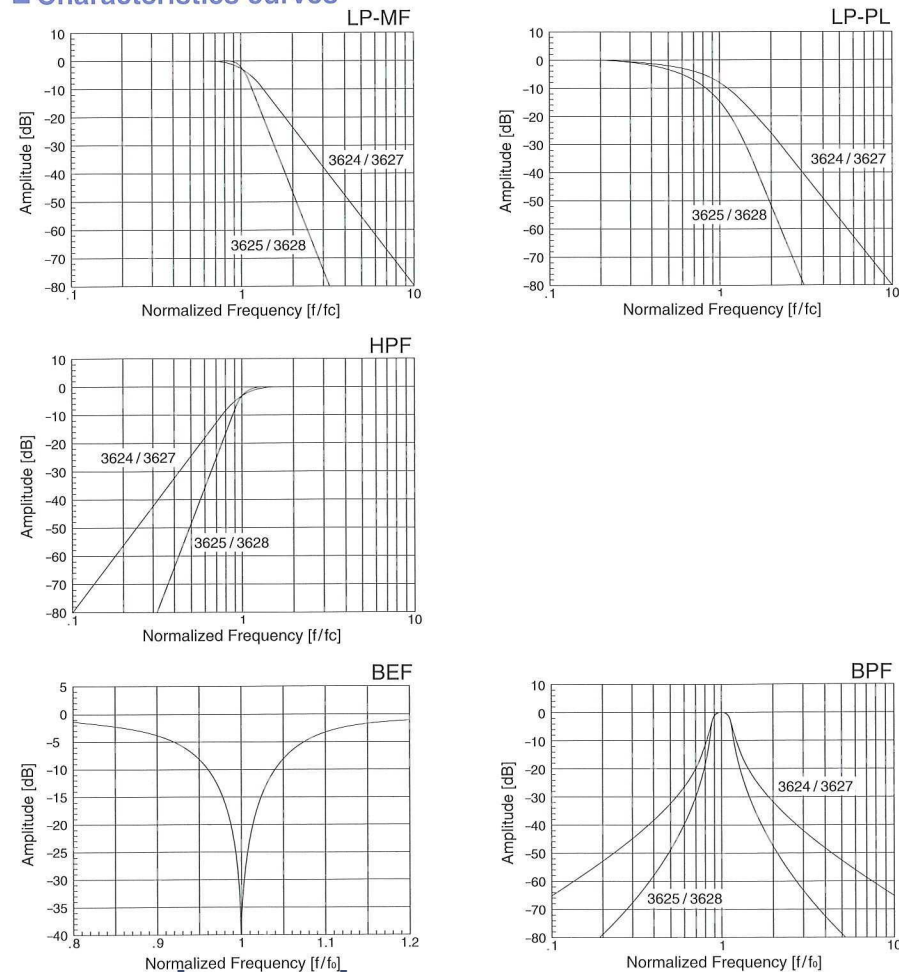 ■ Characteristics curves
LP-MF
10
0
-10
-20
-30
-40
-50
-60
-70
-80
Amplitude [dB]
3624 / 3627
3625 / 3628
.1
1
10
Normalized Frequency [f/fc]
LP-PL
10
0
-10
-20
-30
-40
-50
-60
-70
-80
Amplitude [dB]
3624 / 3627
3625 / 3628
.1
1
10
Normalized Frequency [f/fc]
HPF
10
0
-10
-20
-30
-40
-50
-60
-70
-80
Amplitude [dB]
3624 / 3627
3625 / 3628
.1
1
10
Normalized Frequency [f/fc]
BEF
5
0
-5
-10
-15
-20
-25
-30
-35
-40
Amplitude [dB]
.8
.9
1
1.1
1.2
Normalized Frequency [f/f₀]
BPF
10
0
-10
-20
-30
-40
-50
-60
-70
-80
Amplitude [dB]
3624 / 3627
3625 / 3628
.1
1
10
Normalized Frequency [f/f₀]